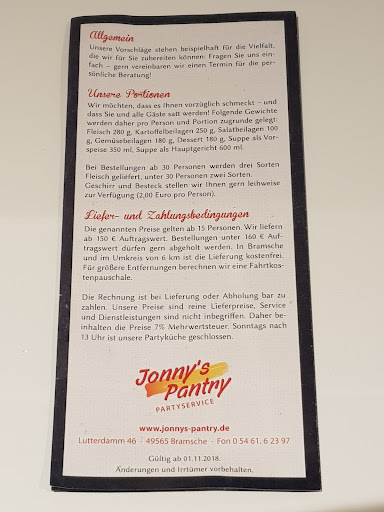 Allgemein
Unsere Vorschläge stehen beispielhaft für die Vielfalt,
die wir für Sie zubereiten können: Fragen Sie uns ein-
fach – gern vereinbaren wir einen Termin für die per-
sönliche Beratung!
Unsere Portionen
Wir möchten, dass es Ihnen vorzüglich schmeckt – und
dass Sie und alle Gäste satt werden! Folgende Gewichte
werden daher pro Person und Portion zugrunde gelegt:
Fleisch 280 g, Kartoffelbeilagen 250 g, Salatbeilagen 100
g, Gemüsebeilagen 180 g, Dessert 180 g, Suppe als Vor-
speise 350 ml, Suppe als Hauptgericht 600 ml.
Bei Bestellungen ab 30 Personen werden drei Sorten
Fleisch geliefert, unter 30 Personen zwei Sorten.
Geschirr und Besteck stellen wir Ihnen gern leihweise
zur Verfügung (2,00 Euro pro Person).
Liefer- und Zahlungsbedingungen
Die genannten Preise gelten ab 15 Personen. Wir liefern
ab 150 € Auftragswert. Bestellungen unter 160 € Auf-
tragswert dürfen gern abgeholt werden. In Bramsche
und im Umkreis von 6 km ist die Lieferung kostenfrei.
Für größere Entfernungen berechnen wir eine Fahrtkos-
tenpauschale.
Die Rechnung ist bei Lieferung oder Abholung bar zu
zahlen. Unsere Preise sind reine Lieferpreise, Service
und Dienstleistungen sind nicht inbegriffen. Daher be-
inhalten die Preise 7% Mehrwertsteuer. Sonntags nach
13 Uhr ist unsere Partyküche geschlossen.
Jonny's
Pantry
PARTYSERVICE
www.jonnys-pantry.de
Lutterdamm 46 - 49565 Bramsche - Fon 0 54 61. 6 23 97
Gültig ab 01.11.2018.
Änderungen und Irrtümer vorbehalten.